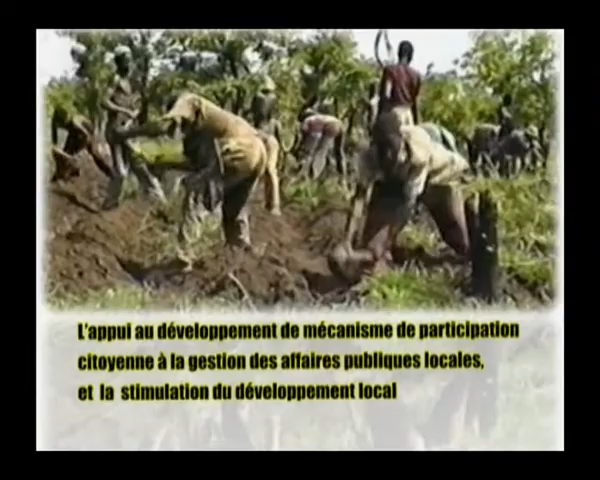 L'appui au développement de mécanisme de participation
citoyenne à la gestion des affaires publiques locales,
et la stimulation du développement local